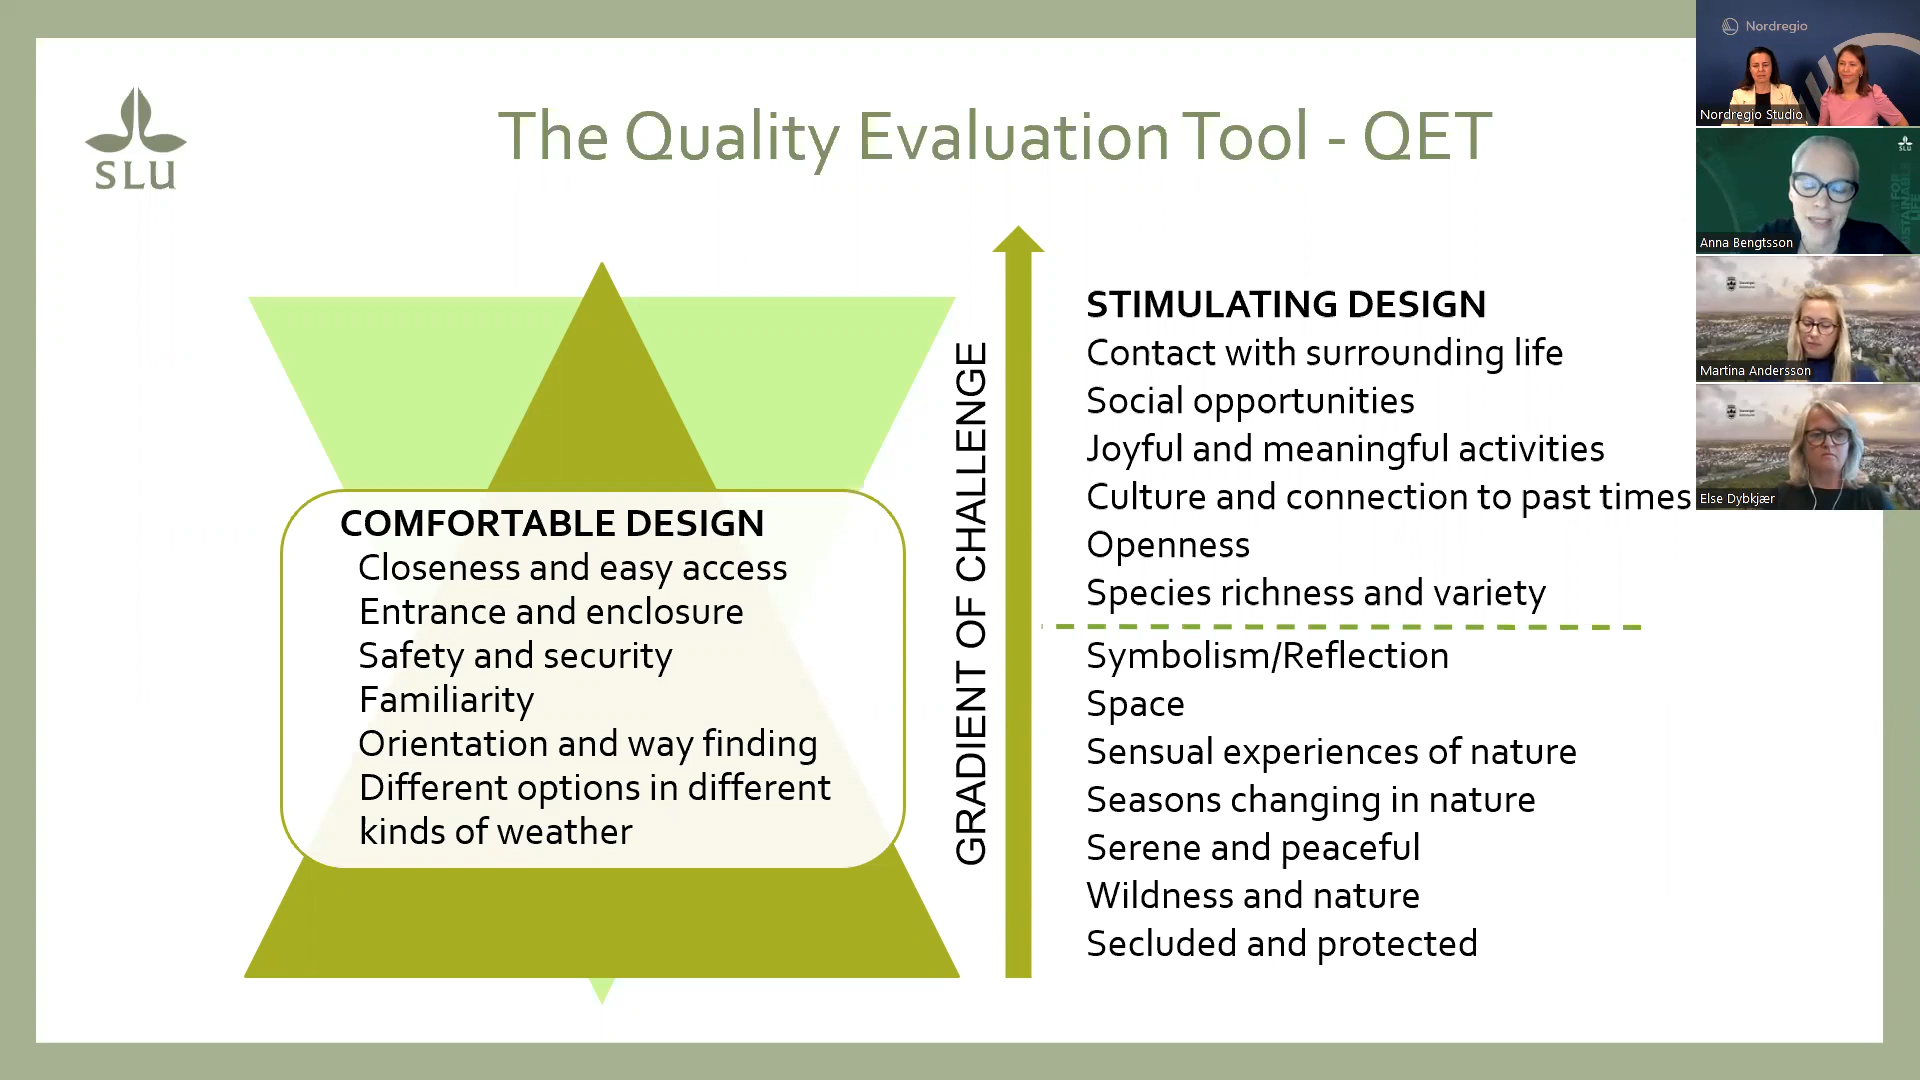 SLU
The Quality Evaluation Tool - QET
COMFORTABLE DESIGN
Closeness and easy access
Entrance and enclosure
Safety and security
Familiarity
Orientation and way finding
Different options in different
kinds of weather
GRADIENT OF CHALLENGE
STIMULATING DESIGN
Contact with surrounding life
Social opportunities
Joyful and meaningful activities
Culture and connection to past times
Openness
Species richness and variety
Symbolism/Reflection
Space
Sensual experiences of nature
Seasons changing in nature
Serene and peaceful
Wildness and nature
Secluded and protected
Nordregio
Nordregio Studio
Anna Bengtsson
Martina Andersson
Else Dybkjær